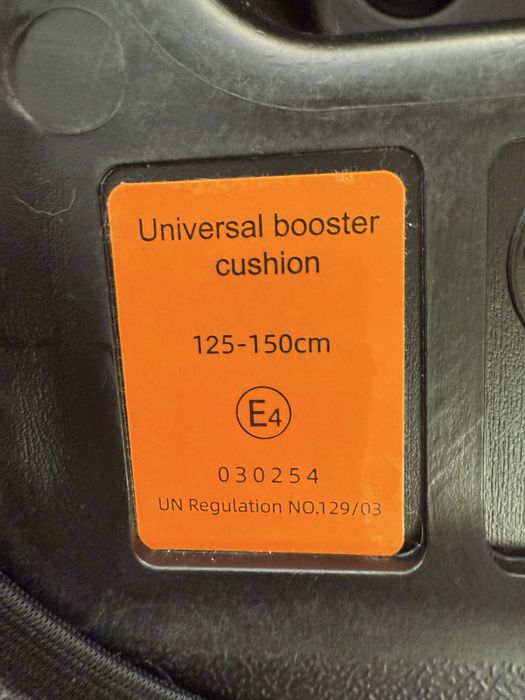 Universal booster
cushion
125-150cm
E4
030254
UN Regulation NO.129/03